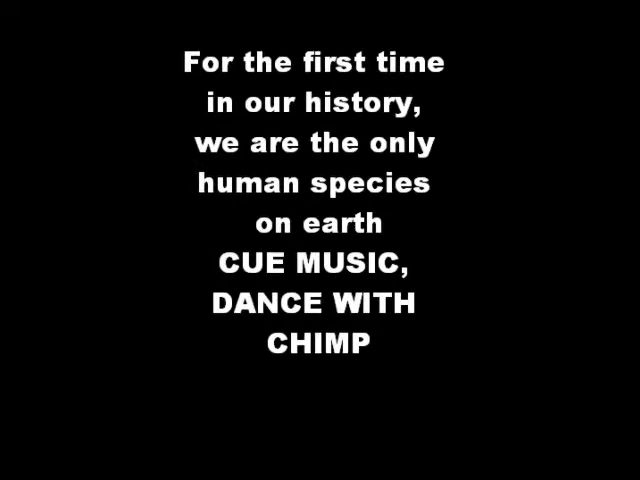 For the first time
in our history,
we are the only
human species
on earth
CUE MUSIC,
DANCE WITH
CHIMP